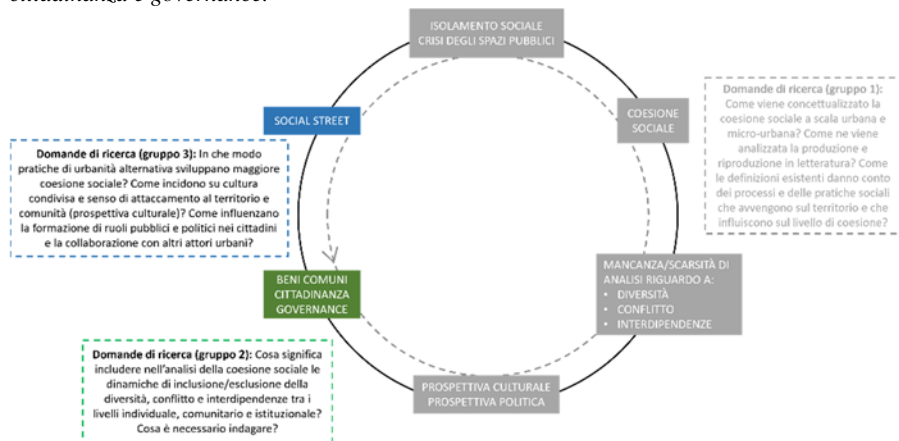 cittadinanza e governance.
ISOLAMENTO SOCIALE
CRISI DEGLI SPAZI PUBBLICI
SOCIAL STREET
COESIONE
SOCIALE
Domande di ricerca (gruppo 1):
Come viene concettualizzato la
coesione sociale a scala urbana e
micro-urbana? Come ne viene
analizzata la produzione e
riproduzione in letteratura? Come
le definizioni esistenti danno conto
dei processi e delle pratiche sociali
che avvengono sul territorio e che
influiscono sul livello di coesione?
Domande di ricerca (gruppo 3): In che modo
pratiche di urbanità alternativa sviluppano maggiore
coesione sociale? Come incidono su cultura
condivisa e senso di attaccamento al territorio e
comunità (prospettiva culturale)? Come influenzano
la formazione di ruoli pubblici e politici nei cittadini
e la collaborazione con altri attori urbani?
MANCANZA/SCARSITÀ DI
ANALISI RIGUARDO A:
• DIVERSITÀ
• CONFLITTO
• INTERDIPENDENZE
BENI COMUNI
CITTADINANZA
GOVERNANCE
Domande di ricerca (gruppo 2): Cosa significa
includere nell'analisi della coesione sociale le
dinamiche di inclusione/esclusione della
diversità, conflitto e interdipendenze tra i
livelli individuale, comunitario e istituzionale?
Cosa è necessario indagare?
PROSPETTIVA CULTURALE
PROSPETTIVA POLITICA